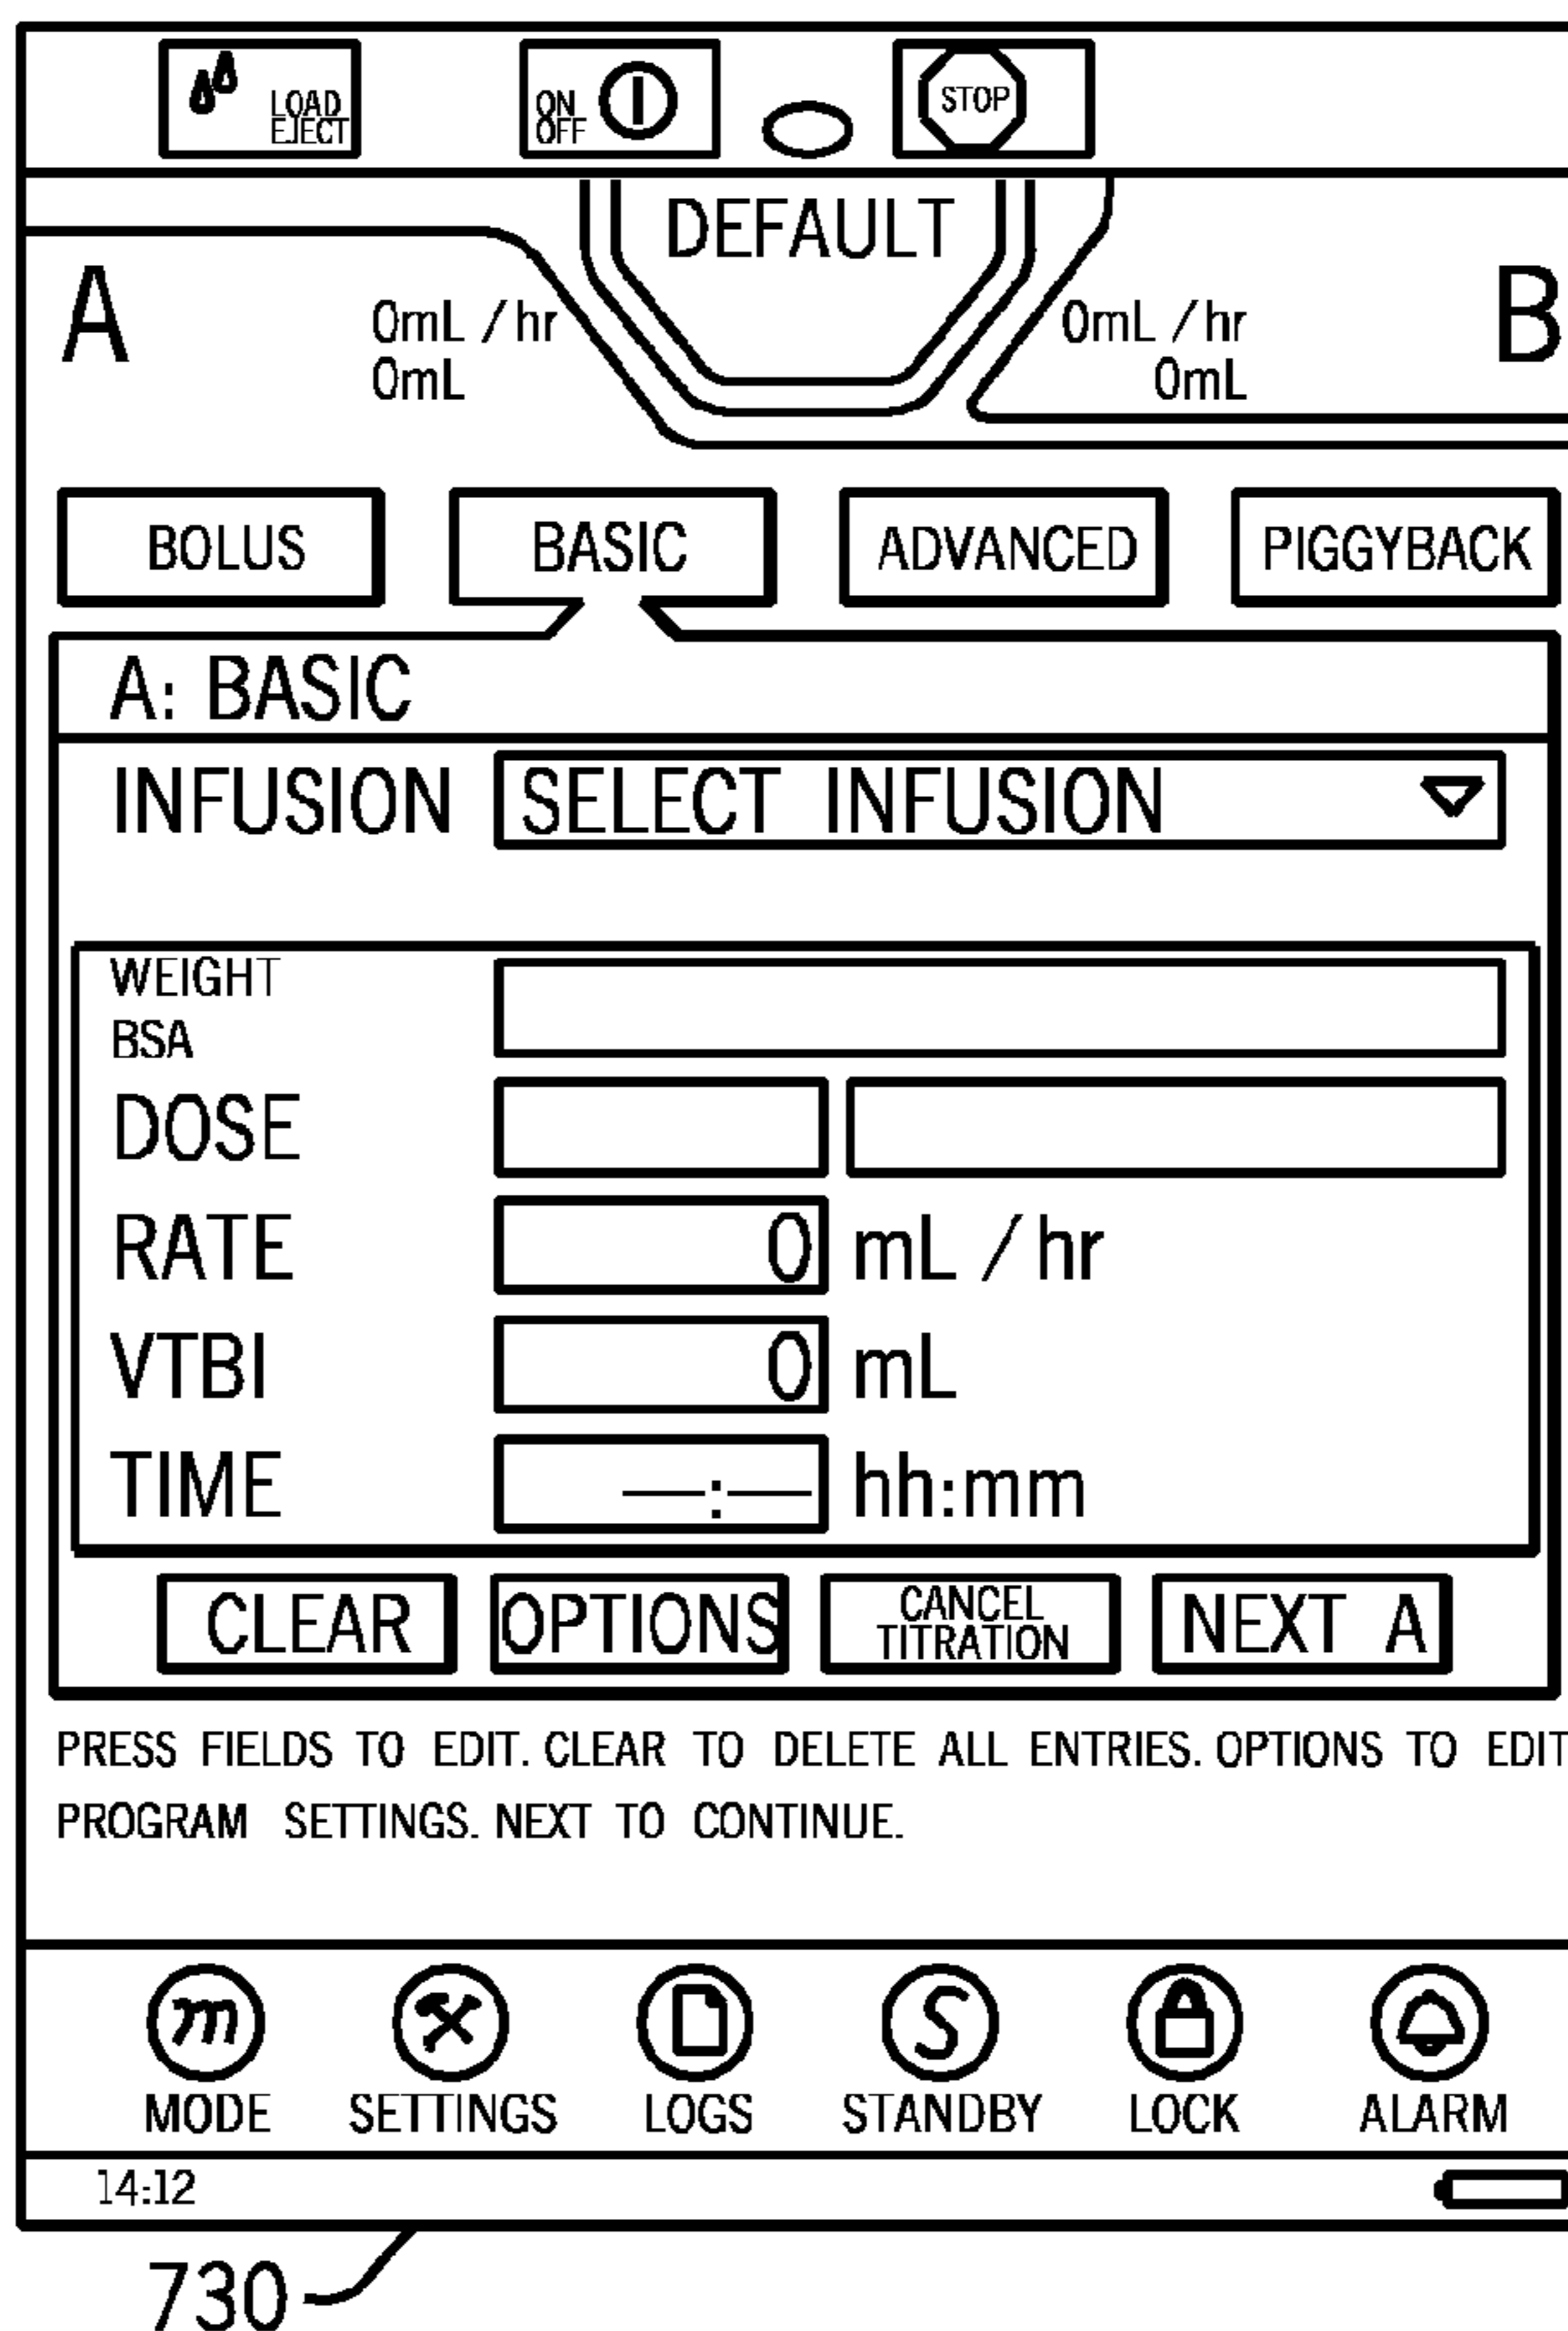 LOAD
EJECT
ON
OFF
STOP
DEFAULT
A
0mL / hr
0mL
0mL / hr
0mL
B
BOLUS
BASIC
ADVANCED
PIGGYBACK
A: BASIC
INFUSION
SELECT INFUSION
WEIGHT
BSA
DOSE
RATE 0 mL / hr
VTBI 0 mL
TIME —:— hh:mm
CLEAR
OPTIONS
CANCEL
TITRATION
NEXT A
PRESS FIELDS TO EDIT. CLEAR TO DELETE ALL ENTRIES. OPTIONS TO EDIT
PROGRAM SETTINGS. NEXT TO CONTINUE.
m
S
MODE
SETTINGS
LOGS
STANDBY
LOCK
ALARM
14:12
730